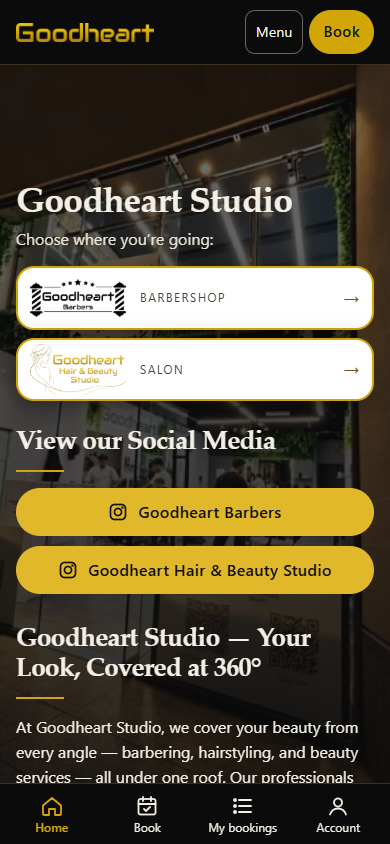 Goodheart
Menu
Book
Goodheart Studio
Choose where you’re going:
Goodheart
Barbers
BARBERSHOP
→
Goodheart
Hair & Beauty
Studio
SALON
→
View our Social Media
Goodheart Barbers
Goodheart Hair & Beauty Studio
Goodheart Studio — Your
Look, Covered at 360°
At Goodheart Studio, we cover your beauty from
every angle — barbering, hairstyling, and beauty
services — all under one roof. Our professionals
Home
Book
My bookings
Account